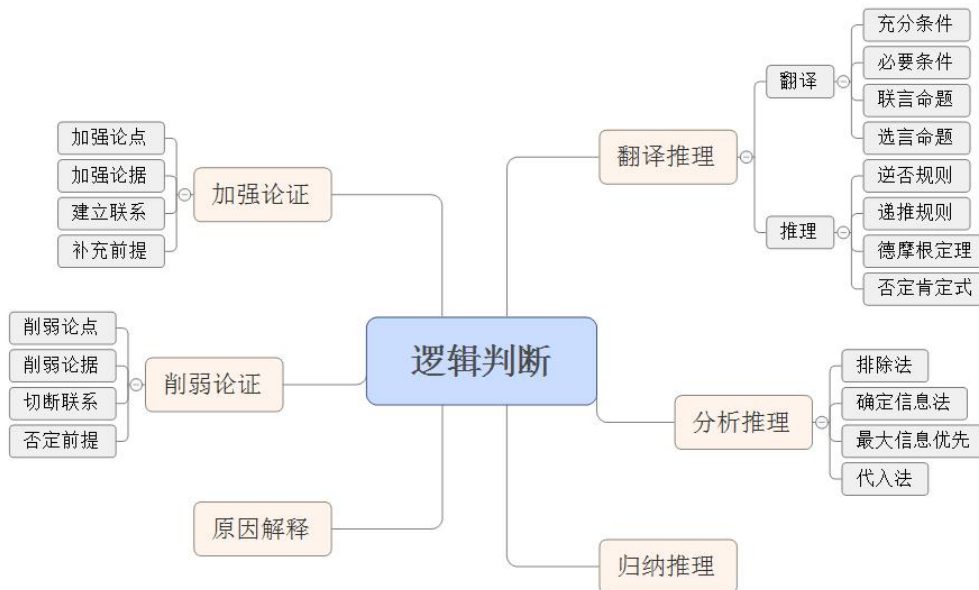 逻辑判断
翻译推理
翻译
充分条件
必要条件
联言命题
选言命题
推理
逆否规则
递推规则
德摩根定理
否定肯定式
分析推理
排除法
确定信息法
最大信息优先
代入法
归纳推理
加强论证
加强论点
加强论据
建立联系
补充前提
削弱论证
削弱论点
削弱论据
切断联系
否定前提
原因解释